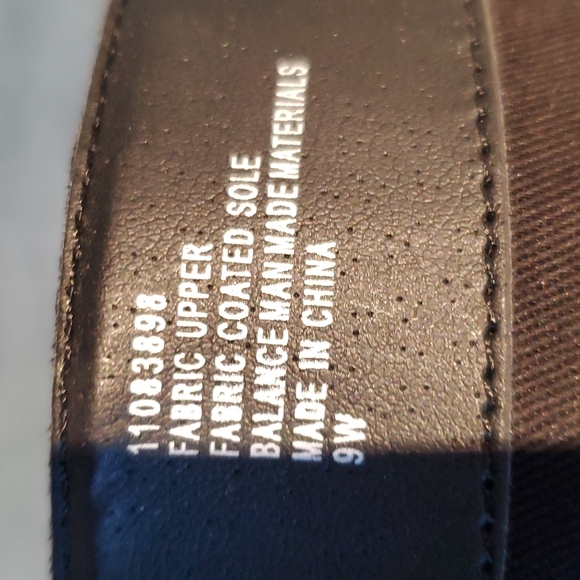 11083898
FABRIC UPPER
FABRIC COATED SOLE
BALANCE MAN MADE MATERIALS
MADE IN CHINA
9W